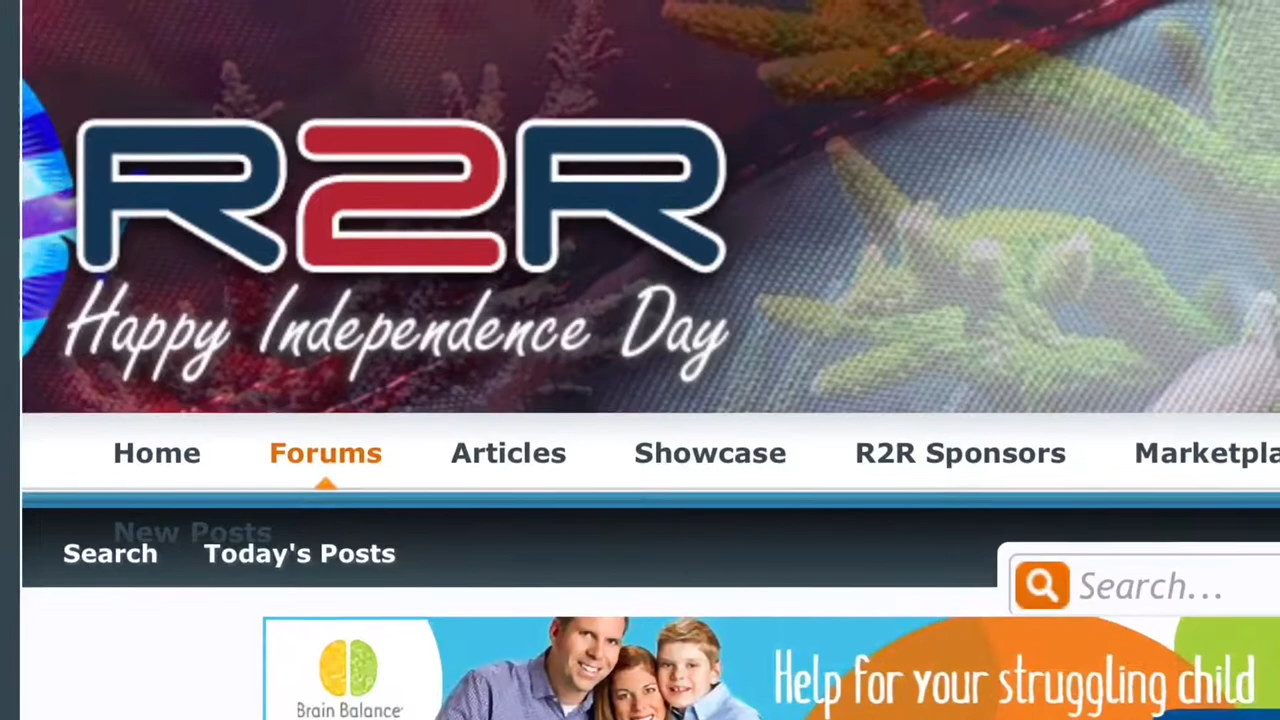 R2R
Happy Independence Day
Home Forums Articles Showcase R2R Sponsors Marketpla
New Posts
Search Today's Posts
Search...
Help for your struggling child
Brain Balance